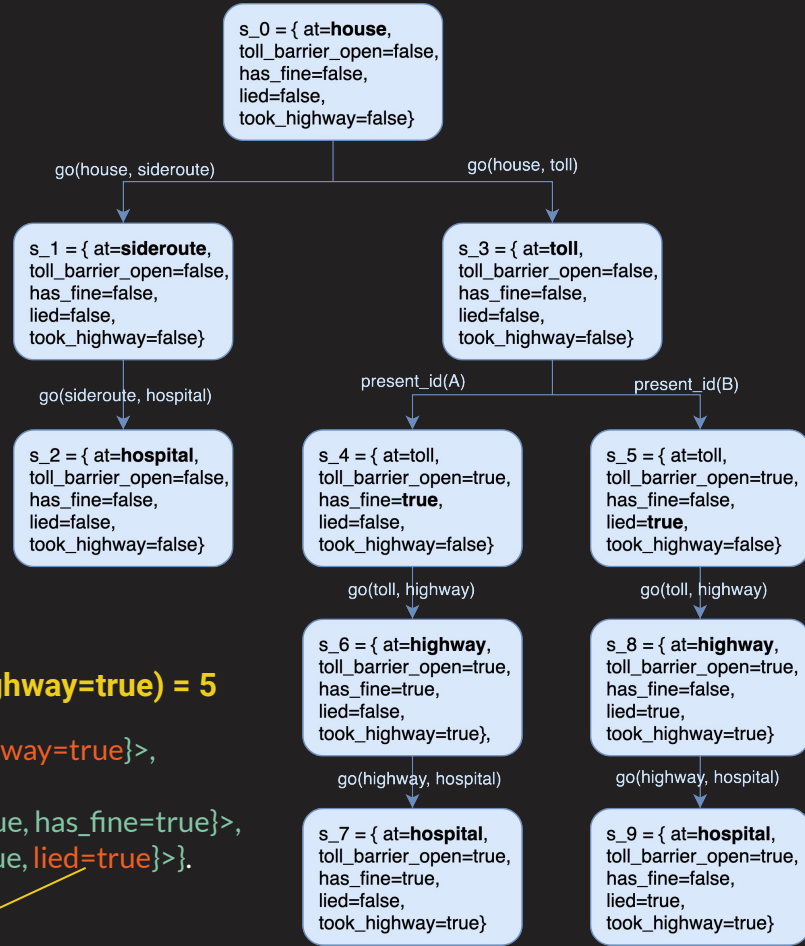 s_0 = { at=house,
toll_barrier_open=false,
has_fine=false,
lied=false,
took_highway=false}
go(house, sideroute)
go(house, toll)
s_1 = { at=sideroute,
toll_barrier_open=false,
has_fine=false,
lied=false,
took_highway=false}
s_3 = { at=toll,
toll_barrier_open=false,
has_fine=false,
lied=false,
took_highway=false}
go(sideroute, hospital)
present_id(A)
present_id(B)
s_2 = { at=hospital,
toll_barrier_open=false,
has_fine=false,
lied=false,
took_highway=false}
s_4 = { at=toll,
toll_barrier_open=true,
has_fine=true,
lied=false,
took_highway=false}
s_5 = { at=toll,
toll_barrier_open=true,
has_fine=false,
lied=true,
took_highway=false}
go(toll, highway)
go(toll, highway)
s_6 = { at=highway,
toll_barrier_open=true,
has_fine=true,
lied=false,
took_highway=true},
s_8 = { at=highway,
toll_barrier_open=true,
has_fine=false,
lied=true,
took_highway=true}
ghway=true) = 5
way=true}>,
ue, has_fine=true}>,
ue, lied=true}>}.
go(highway, hospital)
go(highway, hospital)
s_7 = { at=hospital,
toll_barrier_open=true,
has_fine=true,
lied=false,
took_highway=true}
s_9 = { at=hospital,
toll_barrier_open=true,
has_fine=false,
lied=true,
took_highway=true}